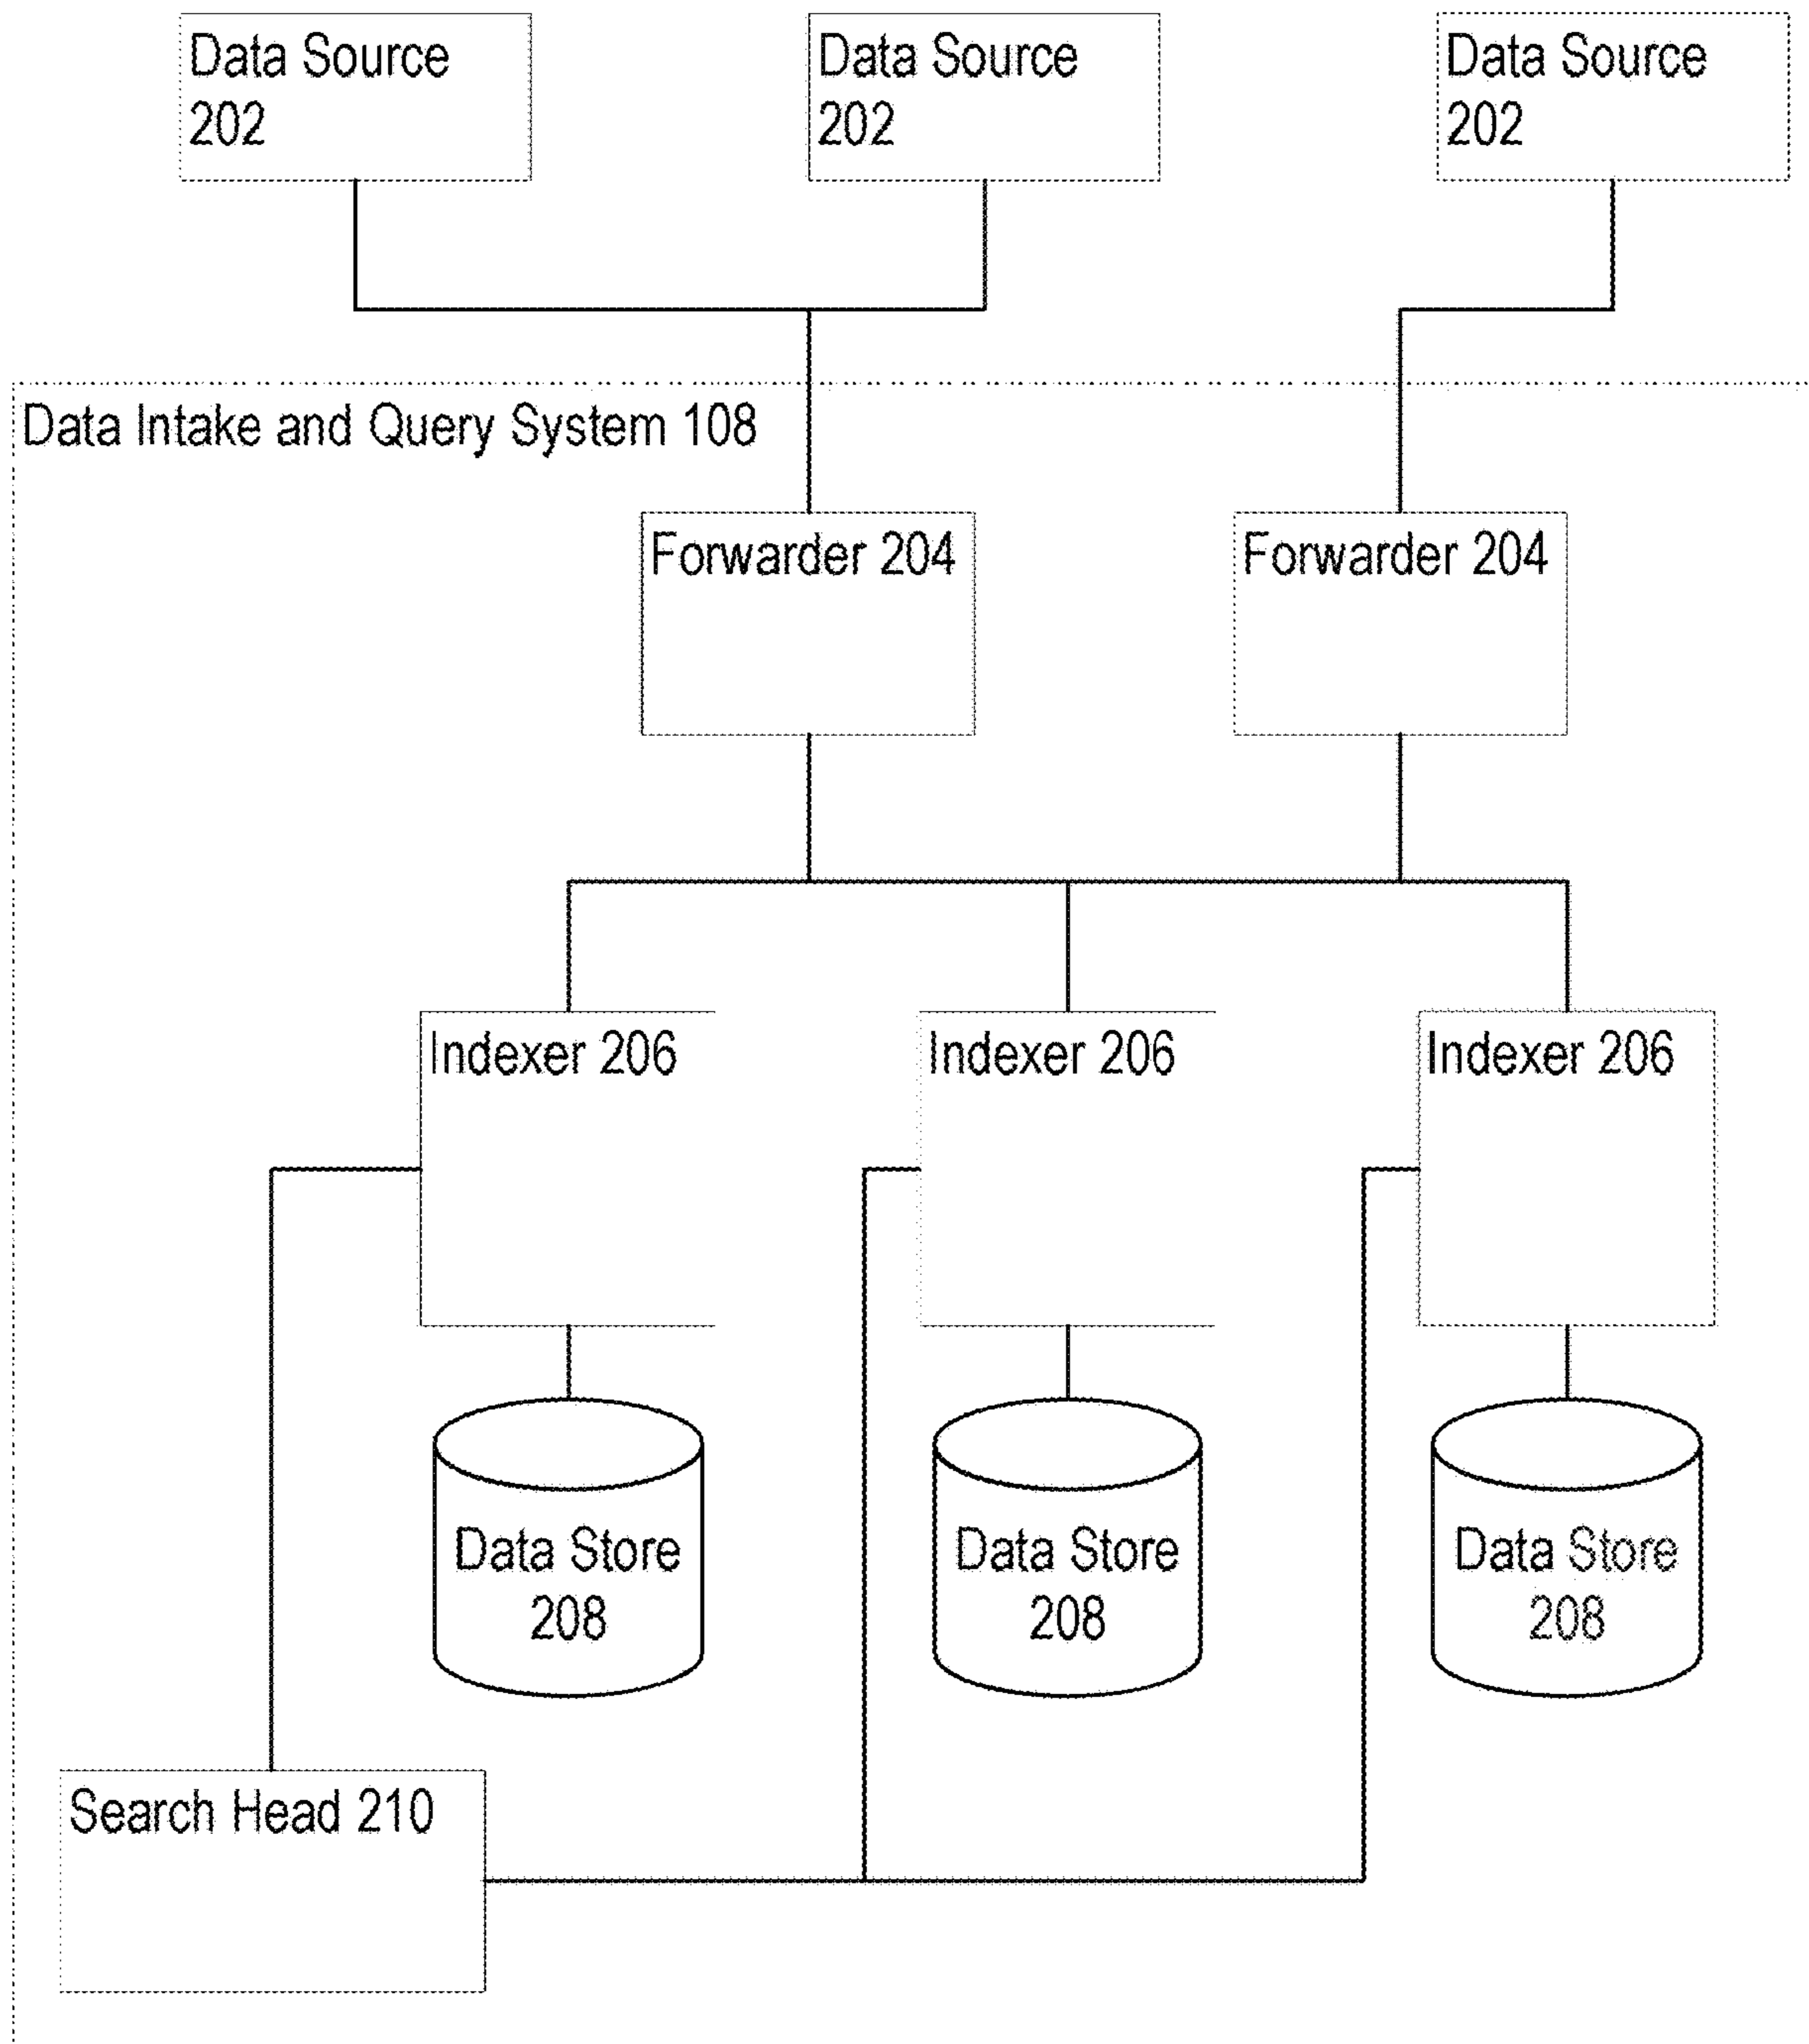 Data Source
202
Data Source
202
Data Source
202
Data Intake and Query System 108
Forwarder 204
Forwarder 204
Indexer 206
Indexer 206
Indexer 206
Data Store
208
Data Store
208
Data Store
208
Search Head 210